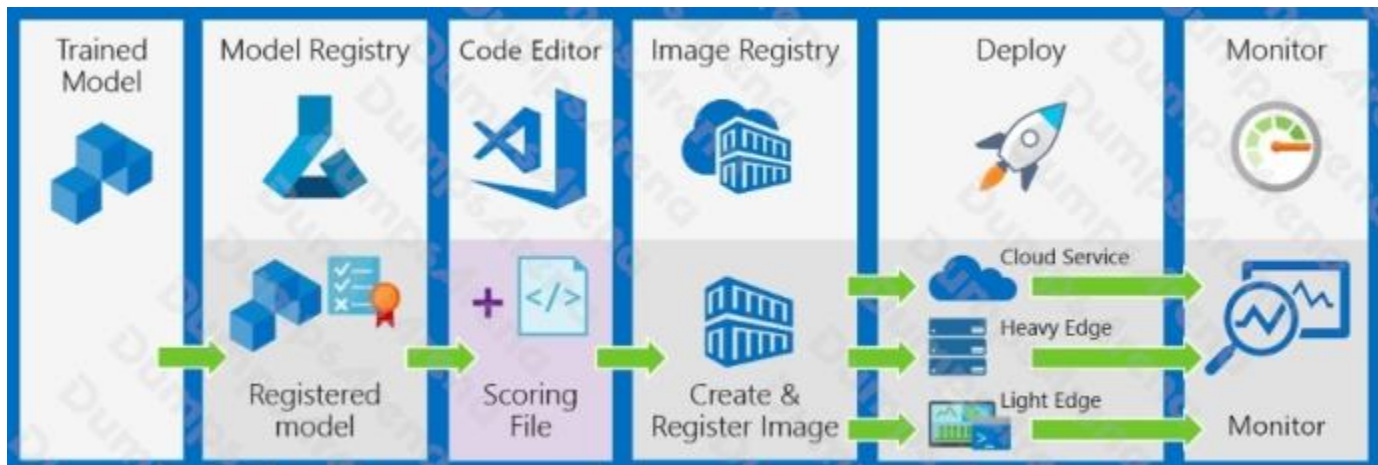 Trained
Model
Model Registry
Code Editor
Image Registry
Deploy
Monitor
Cloud Service
+
</>
Heavy Edge
Registered
model
Scoring
File
Create &
Register Image
Light Edge
>_
Monitor
DumpsArena